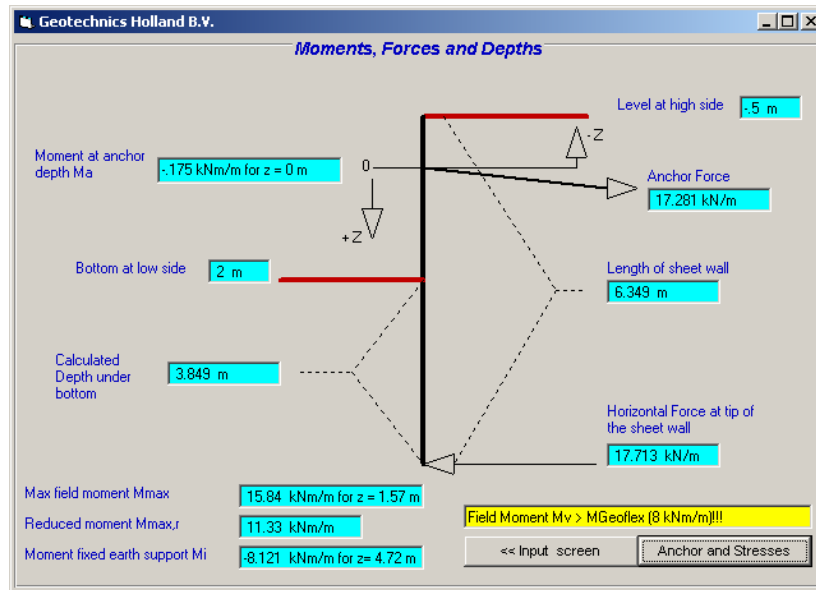 Geotechnics Holland B.V.
Moments, Forces and Depths
Level at high side
-.5 m
-Z
Moment at anchor
depth Ma
-.175 kNm/m for z = 0 m
0
Anchor Force
17.281 kN/m
+Z
Bottom at low side
2 m
Length of sheet wall
6.349 m
Calculated
Depth under
bottom
3.849 m
Horizontal Force at tip of
the sheet wall
17.713 kN/m
Max field moment Mmax
15.84 kNm/m for z = 1.57 m
Reduced moment Mmax,r
11.33 kNm/m
Moment fixed earth support Mi
-8.121 kNm/m for z= 4.72 m
Field Moment Mv > MGeoflex (8 kNm/m)!!!
<< Input screen
Anchor and Stresses